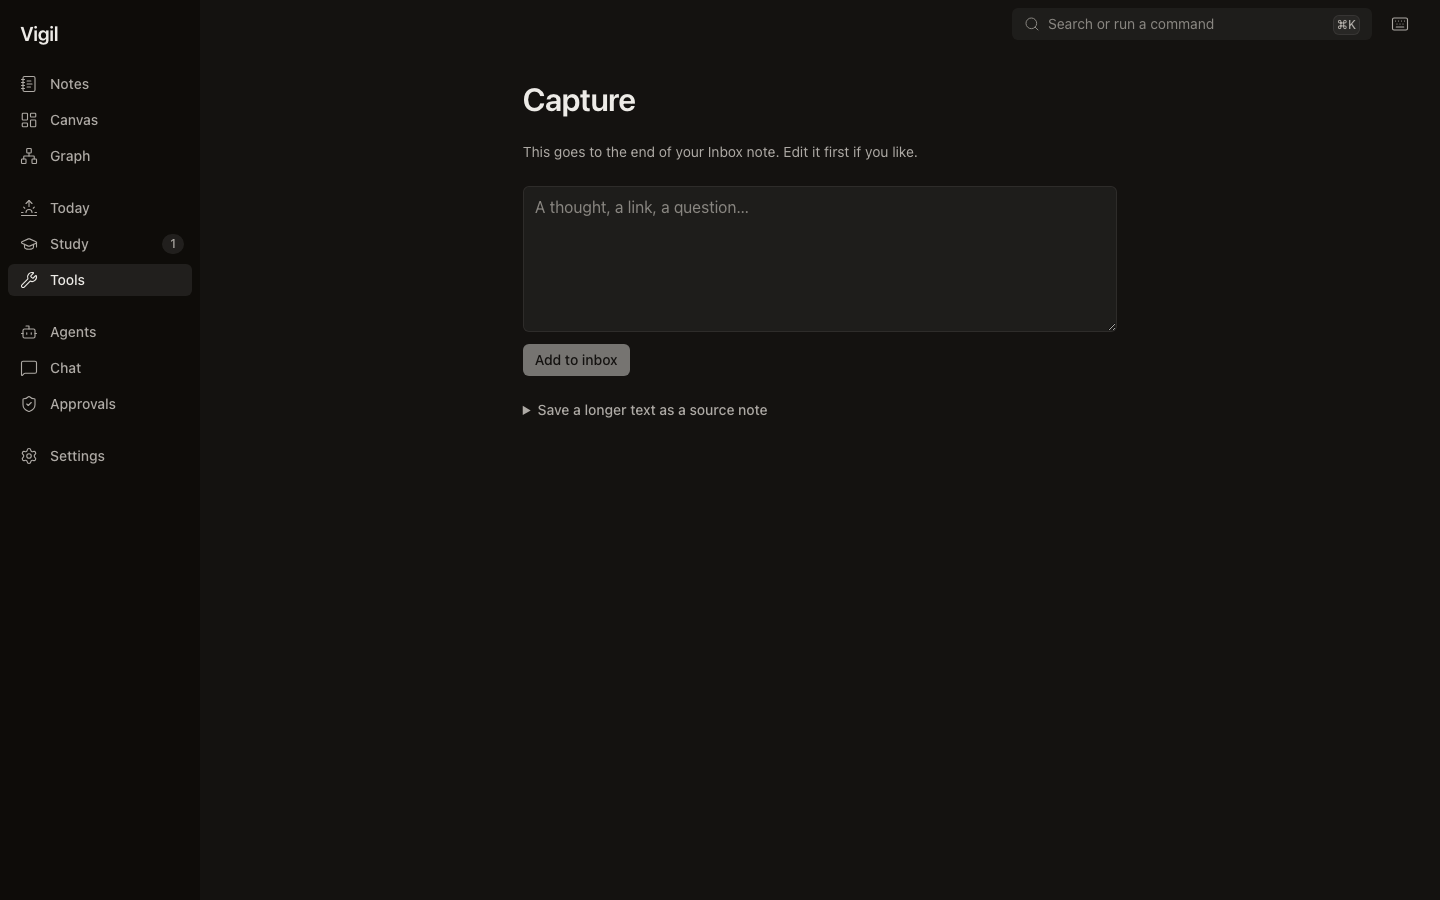 Vigil
Search or run a command
⌘K
Notes
Canvas
Graph
Today
Study
1
Tools
Agents
Chat
Approvals
Settings
Capture
This goes to the end of your Inbox note. Edit it first if you like.
A thought, a link, a question…
Add to inbox
Save a longer text as a source note